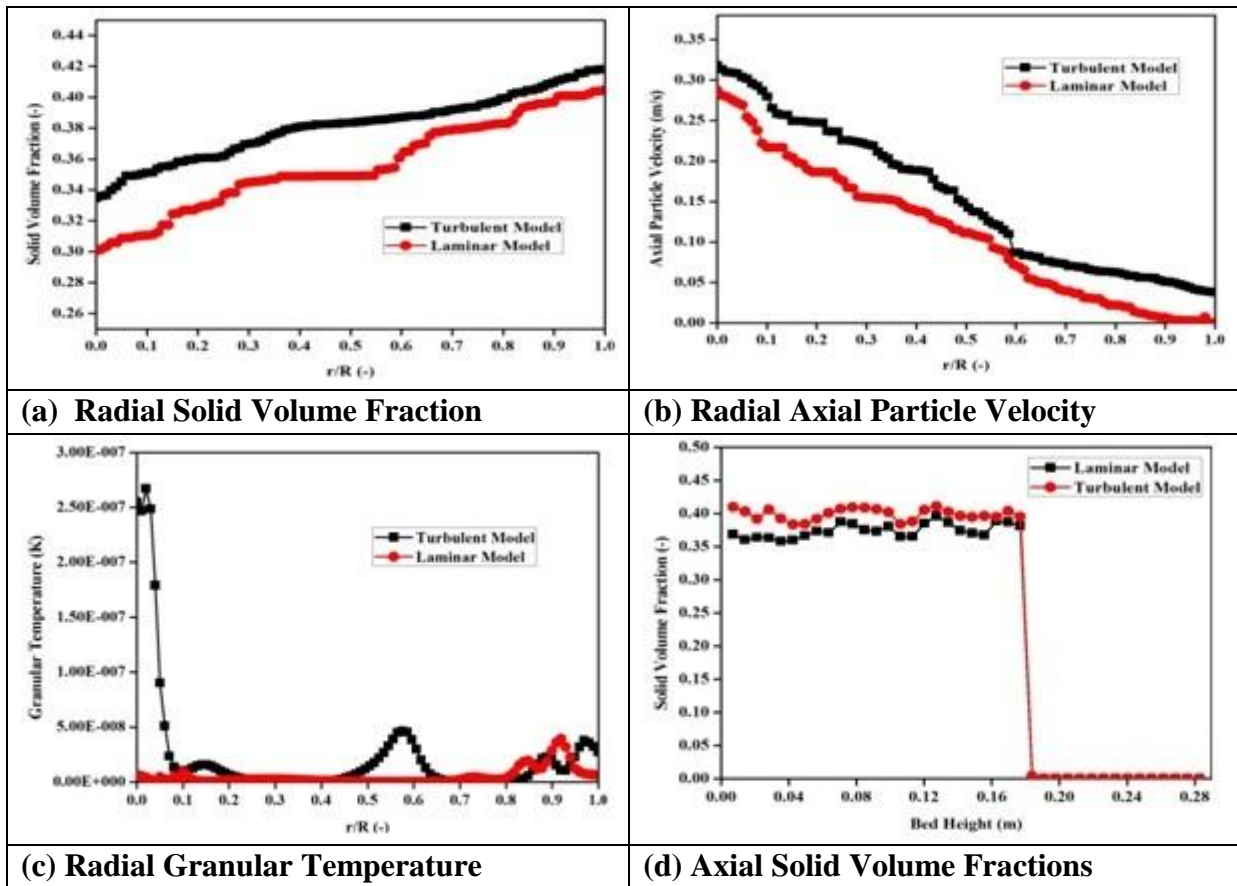 0.44
0.42
0.40
0.38
0.36
0.34
0.32
0.30
0.28
0.26
Solid Volume Fraction (-)
Turbulent Model
Laminar Model
0.0 0.1 0.2 0.3 0.4 0.5 0.6 0.7 0.8 0.9 1.0
r/R (-)
(a) Radial Solid Volume Fraction
0.35
0.30
0.25
0.20
0.15
0.10
0.05
0.00
Axial Particle Velocity (m/s)
Turbulent Model
Laminar Model
0.0 0.1 0.2 0.3 0.4 0.5 0.6 0.7 0.8 0.9 1.0
r/R (-)
(b) Radial Axial Particle Velocity
3.00E-007
2.50E-007
2.00E-007
1.50E-007
1.00E-007
5.00E-008
0.00E+000
Granular Temperature (K)
Turbulent Model
Laminar Model
0.0 0.1 0.2 0.3 0.4 0.5 0.6 0.7 0.8 0.9 1.0
r/R (-)
(c) Radial Granular Temperature
0.50
0.45
0.40
0.35
0.30
0.25
0.20
0.15
0.10
0.05
0.00
Solid Volume Fraction (-)
Laminar Model
Turbulent Model
0.00 0.04 0.08 0.12 0.16 0.20 0.24 0.28
Bed Height (m)
(d) Axial Solid Volume Fractions